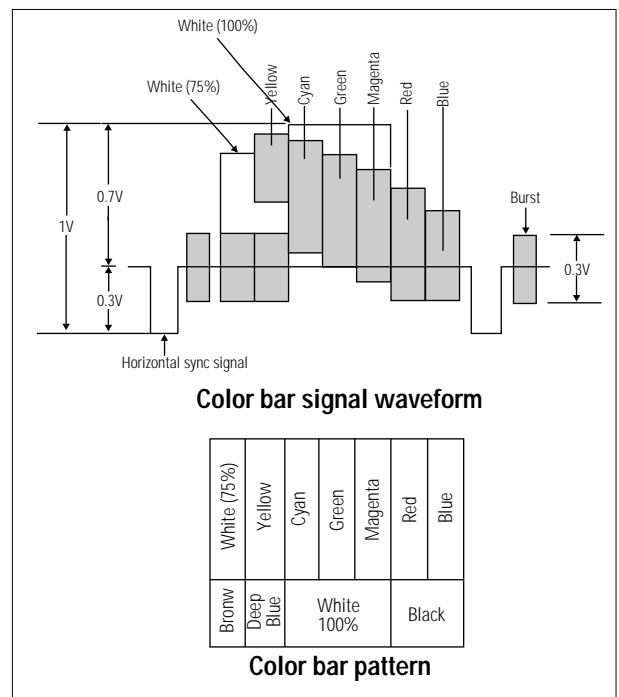 White (100%)
White (75%)
Yellow
Cyan
Green
Magenta
Red
Blue
0.7V
1V
0.3V
Burst
0.3V
Horizontal sync signal
Color bar signal waveform
White (75%)
Yellow
Cyan
Green
Magenta
Red
Blue
Bronw
Deep
Blue
White
100%
Black
Color bar pattern